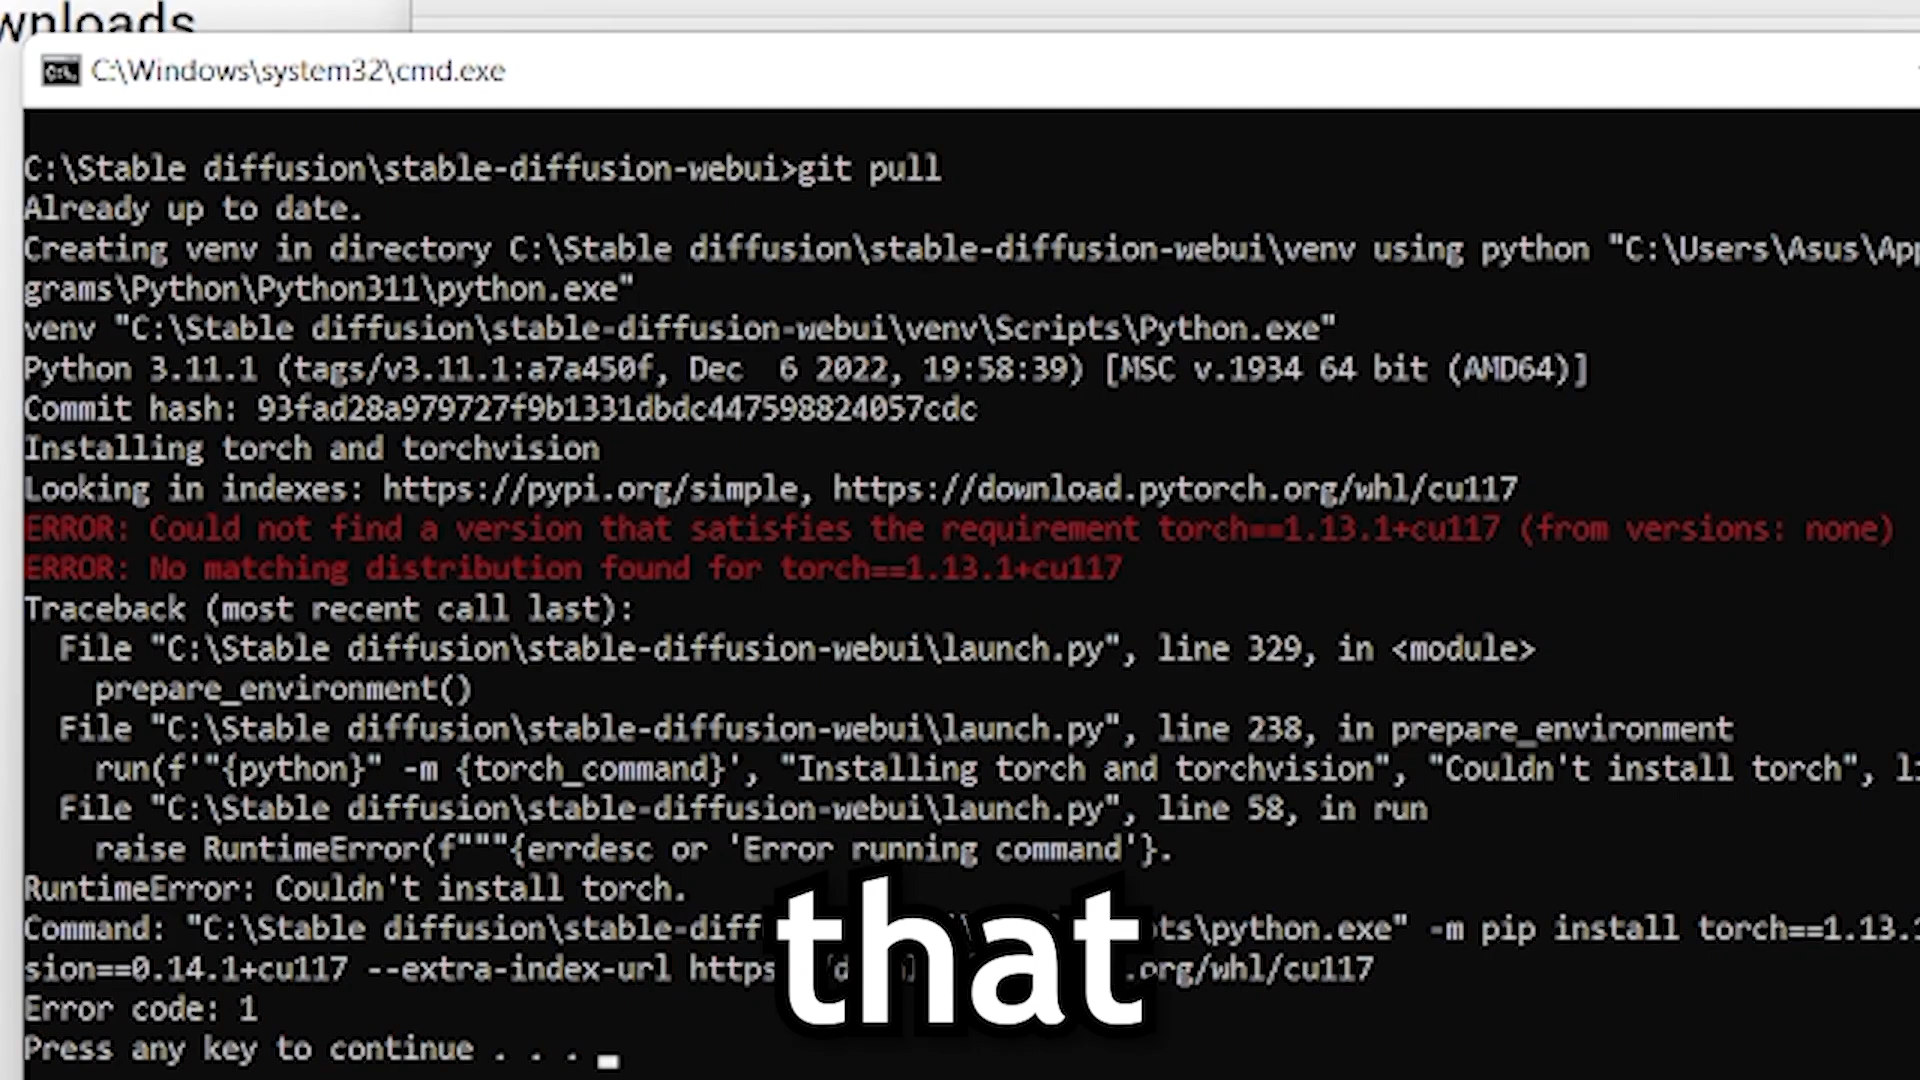 wnloads
C:\Windows\system32\cmd.exe
C:\Stable diffusion\stable-diffusion-webui>git pull
Already up to date.
Creating venv in directory C:\Stable diffusion\stable-diffusion-webui\venv using python "C:\Users\Asus\App
grams\Python\Python311\python.exe"
venv "C:\Stable diffusion\stable-diffusion-webui\venv\Scripts\Python.exe"
Python 3.11.1 (tags/v3.11.1:a7a450f, Dec  6 2022, 19:58:39) [MSC v.1934 64 bit (AMD64)]
Commit hash: 93fad28a979727f9b1331dbdc447598824057cdc
Installing torch and torchvision
Looking in indexes: https://pypi.org/simple, https://download.pytorch.org/whl/cu117
ERROR: Could not find a version that satisfies the requirement torch==1.13.1+cu117 (from versions: none)
ERROR: No matching distribution found for torch==1.13.1+cu117
Traceback (most recent call last):
  File "C:\Stable diffusion\stable-diffusion-webui\launch.py", line 329, in <module>
    prepare_environment()
  File "C:\Stable diffusion\stable-diffusion-webui\launch.py", line 238, in prepare_environment
    run(f'"{python}" -m {torch_command}', "Installing torch and torchvision", "Couldn't install torch", li
  File "C:\Stable diffusion\stable-diffusion-webui\launch.py", line 58, in run
    raise RuntimeError(f"""{errdesc or 'Error running command'}.
RuntimeError: Couldn't install torch.
Command: "C:\Stable diffusion\stable-diff ts\python.exe" -m pip install torch==1.13.1
sion==0.14.1+cu117 --extra-index-url https .org/whl/cu117
that
Error code: 1
Press any key to continue . . .